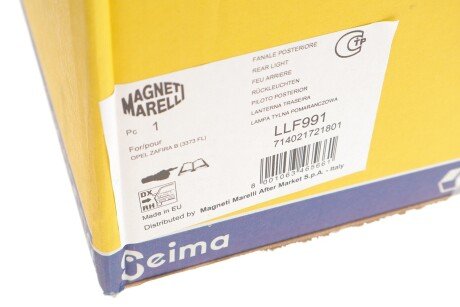 MAGNETI
MARELLI
FANALE POSTERIORE
REAR LIGHT
FEU ARRIERE
RÜCKLEUCHTEN
PILOTO POSTERIOR
LANTERNA TRASEIRA
LAMPA TYLNA POMARAŃCZOWA
Pc 1
LLF991
714021721801
For/pour
OPEL ZAFIRA B (3373.FL)
DX
RH
Made in EU
Distributed by Magneti Marelli After Market S.p.A. - Italy
Seima